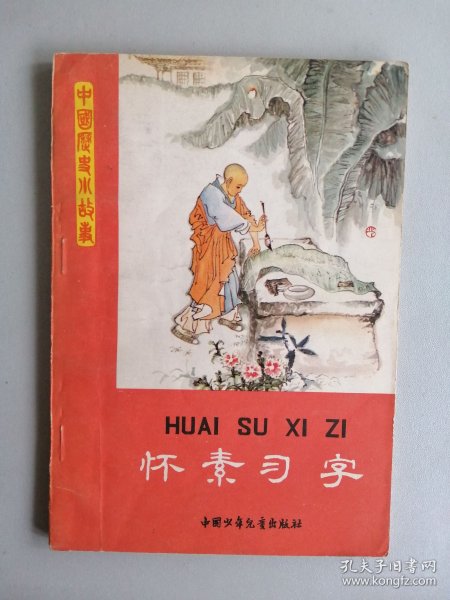 中國歷史小故事
HUAI SU XI ZI
怀素习字
中国少年儿童出版社
孔夫子旧书网
www.kongfz.com